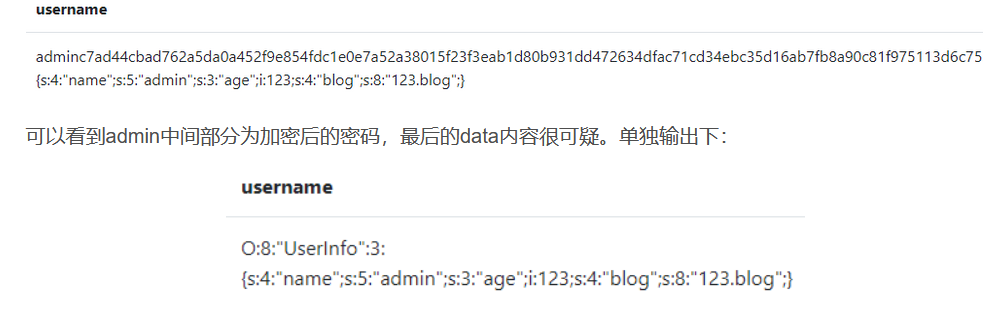 username
adminc7ad44cbad762a5da0a452f9e854fdc1e0e7a52a38015f23f3eab1d80b931dd472634dfac71cd34ebc35d16ab7fb8a90c81f975113d6c75
{s:4:"name";s:5:"admin";s:3:"age";i:123;s:4:"blog";s:8:"123.blog";}
可以看到admin中间部分为加密后的密码，最后的data内容很可疑。单独输出下：
username
O:8:"UserInfo":3:
{s:4:"name";s:5:"admin";s:3:"age";i:123;s:4:"blog";s:8:"123.blog";}